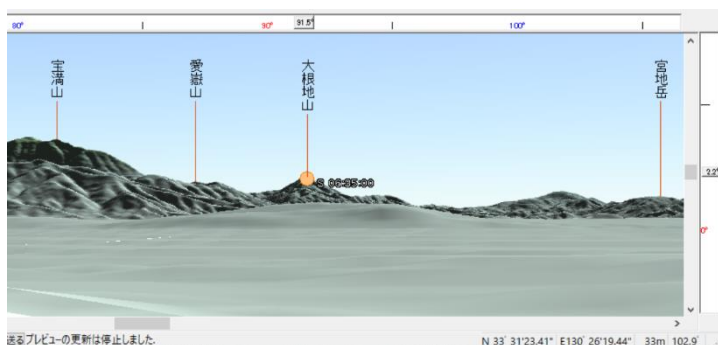 80°
90°
91.5°
100°
宝満山
愛嶽山
大根地山
宮地岳
S 06:35:00
2.2°
0°
送る プレビューの更新は停止しました.
N 33° 31'23.41" E130° 26'19.44" 33m 102.9°